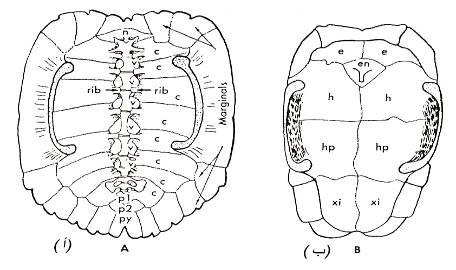 n
c
c
c
rib rib
c
c
c
c
c
p1
p2
py
Marginals
(أ) A
e e
en
h h
hp hp
xi xi
(ب) B